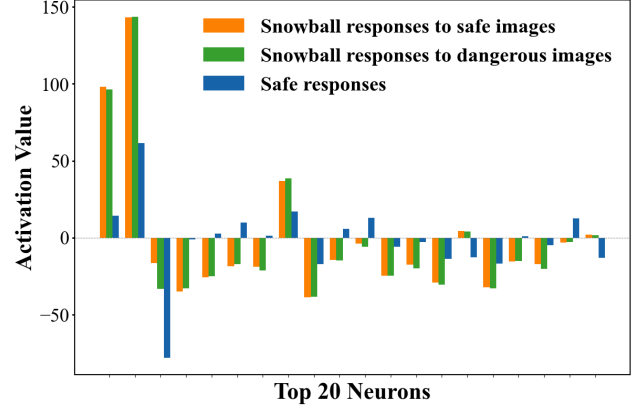 150
100
50
0
−50
Activation Value
Snowball responses to safe images
Snowball responses to dangerous images
Safe responses
Top 20 Neurons